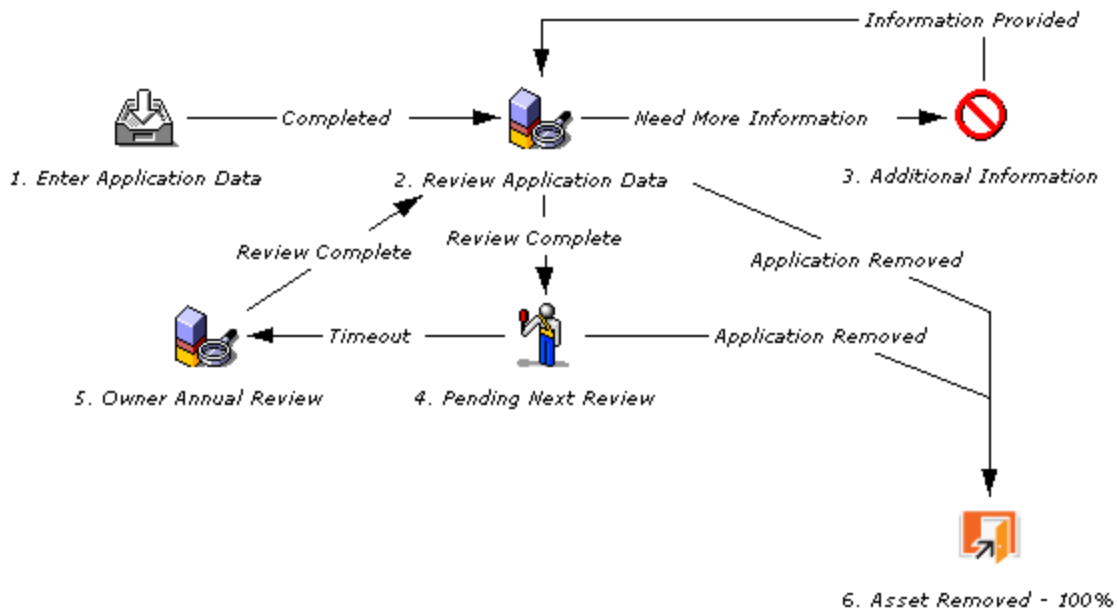 Information Provided
Completed
Need More Information
1. Enter Application Data
2. Review Application Data
3. Additional Information
Review Complete
Review Complete
Application Removed
Timeout
Application Removed
5. Owner Annual Review
4. Pending Next Review
6. Asset Removed - 100%